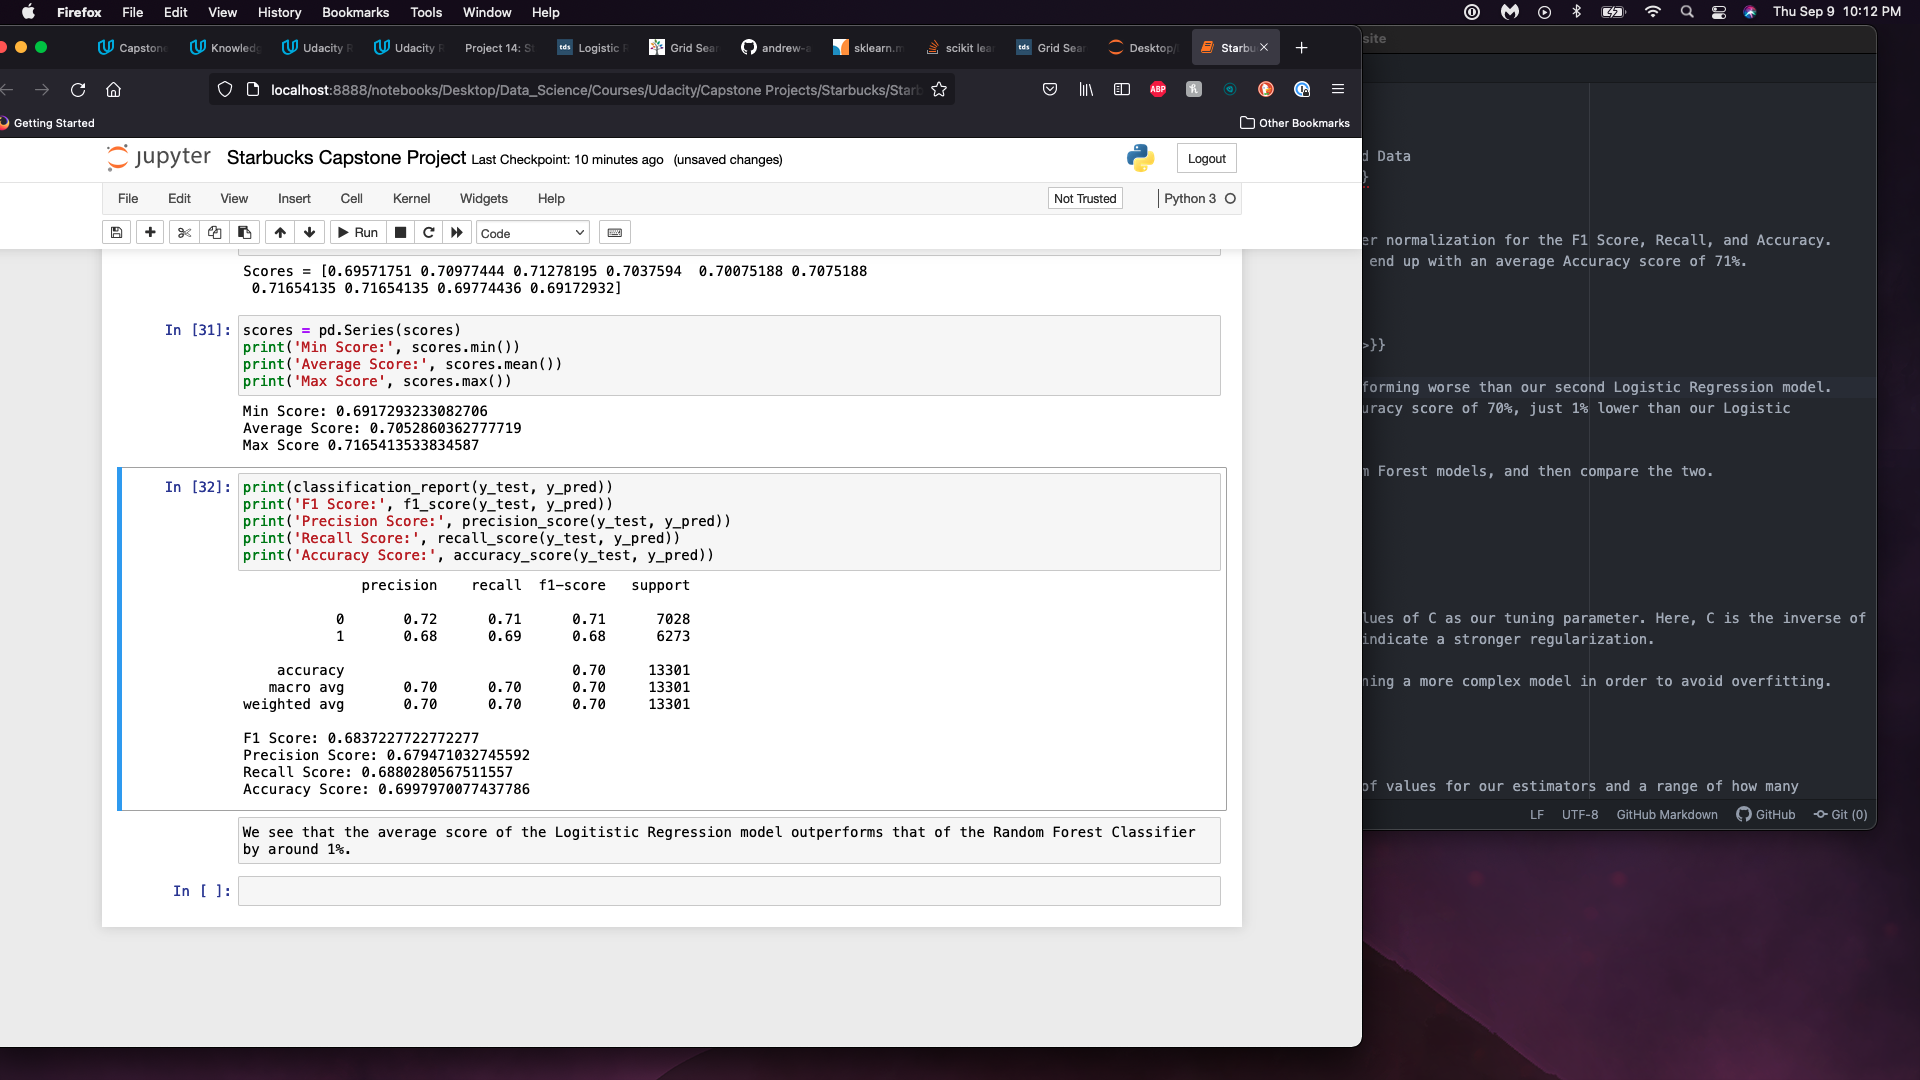 Firefox File Edit View History Bookmarks Tools Window Help Thu Sep 9 10:12 PM
Capstone Knowledg Udacity R Udacity R Project 14: St Logistic R Grid Sear andrew-a sklearn.m scikit lear Grid Sear Desktop/ Starbu
localhost:8888/notebooks/Desktop/Data_Science/Courses/Udacity/Capstone Projects/Starbucks/Starb
ABP
Getting Started Other Bookmarks
jupyter Starbucks Capstone Project Last Checkpoint: 10 minutes ago (unsaved changes) Logout
File Edit View Insert Cell Kernel Widgets Help Not Trusted Python 3
Run Code
Scores = [0.69571751 0.70977444 0.71278195 0.7037594 0.70075188 0.7075188
0.71654135 0.71654135 0.69774436 0.69172932]
In [31]: scores = pd.Series(scores)
print('Min Score:', scores.min())
print('Average Score:', scores.mean())
print('Max Score', scores.max())
Min Score: 0.6917293233082706
Average Score: 0.7052860362777719
Max Score 0.7165413533834587
In [32]: print(classification_report(y_test, y_pred))
print('F1 Score:', f1_score(y_test, y_pred))
print('Precision Score:', precision_score(y_test, y_pred))
print('Recall Score:', recall_score(y_test, y_pred))
print('Accuracy Score:', accuracy_score(y_test, y_pred))
precision recall f1-score support
0 0.72 0.71 0.71 7028
1 0.68 0.69 0.68 6273
accuracy 0.70 13301
macro avg 0.70 0.70 0.70 13301
weighted avg 0.70 0.70 0.70 13301
F1 Score: 0.6837227722772277
Precision Score: 0.679471032745592
Recall Score: 0.6880280567511557
Accuracy Score: 0.6997970077437786
We see that the average score of the Logitistic Regression model outperforms that of the Random Forest Classifier
by around 1%.
In [ ]:
site
d Data
}
er normalization for the F1 Score, Recall, and Accuracy.
end up with an average Accuracy score of 71%.
>}}
forming worse than our second Logistic Regression model.
uracy score of 70%, just 1% lower than our Logistic
m Forest models, and then compare the two.
lues of C as our tuning parameter. Here, C is the inverse of
indicate a stronger regularization.
ning a more complex model in order to avoid overfitting.
of values for our estimators and a range of how many
LF UTF-8 GitHub Markdown GitHub Git (0)